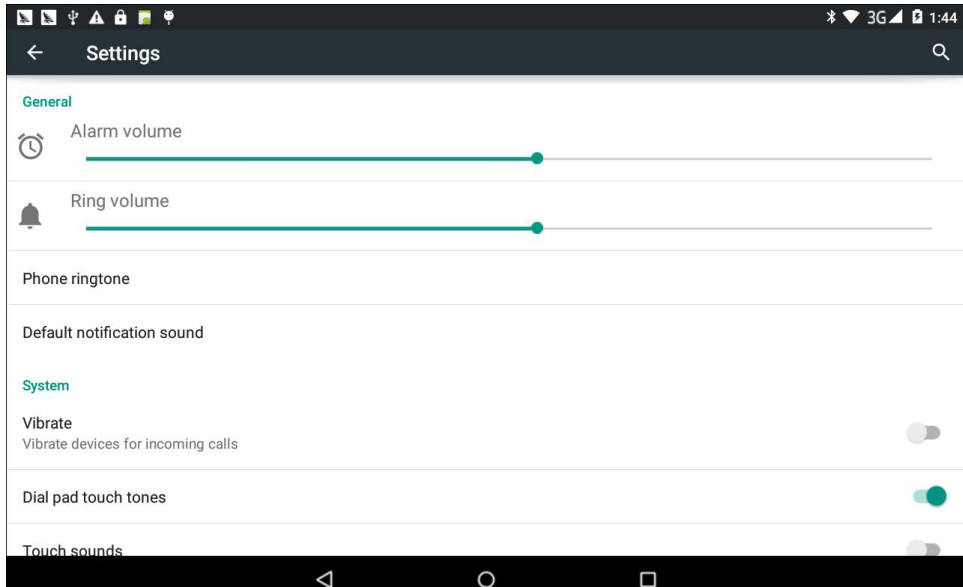 3G 1:44
Settings
General
Alarm volume
Ring volume
Phone ringtone
Default notification sound
System
Vibrate
Vibrate devices for incoming calls
Dial pad touch tones
Touch sounds